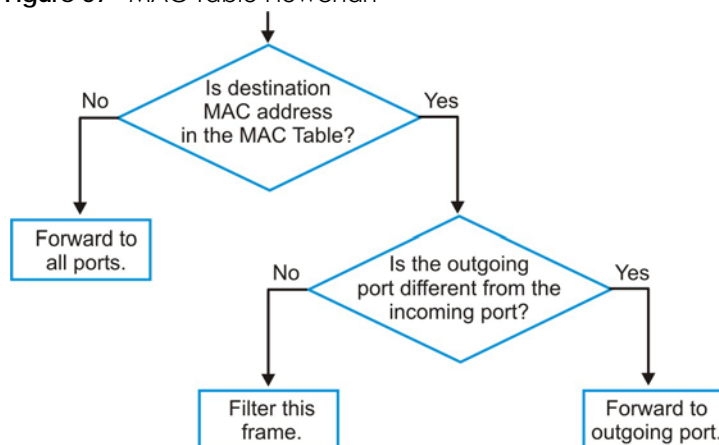 Is destination
MAC address
in the MAC Table?
No
Yes
Forward to
all ports.
Is the outgoing
port different from the
incoming port?
No
Yes
Filter this
frame.
Forward to
outgoing port.